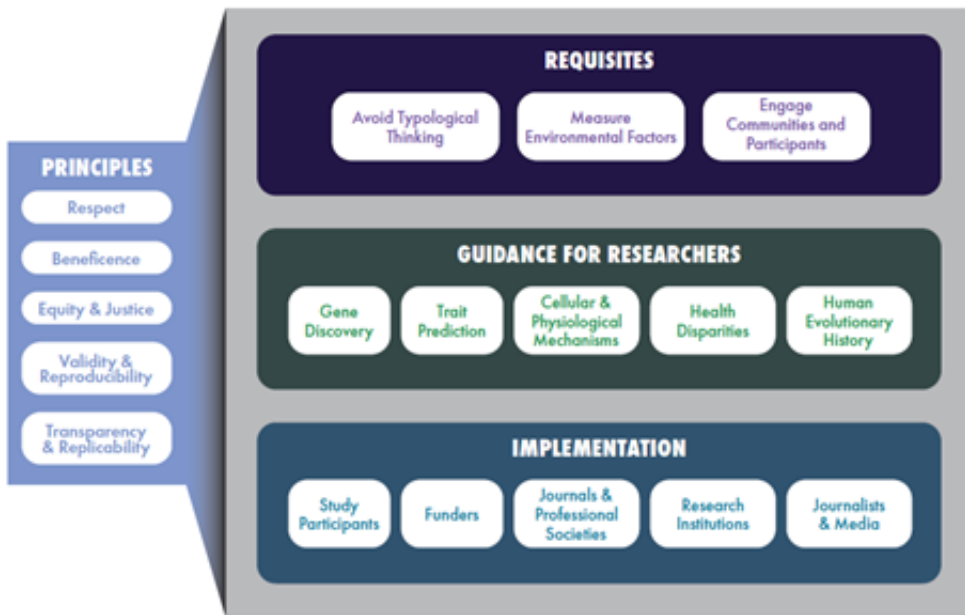 PRINCIPLES
Respect
Beneficence
Equity & Justice
Validity &
Reproducibility
Transparency
& Replicability
REQUISITES
Avoid Typological
Thinking
Measure
Environmental Factors
Engage
Communities and
Participants
GUIDANCE FOR RESEARCHERS
Gene
Discovery
Trait
Prediction
Cellular &
Physiological
Mechanisms
Health
Disparities
Human
Evolutionary
History
IMPLEMENTATION
Study
Participants
Funders
Journals &
Professional
Societies
Research
Institutions
Journalists
& Media